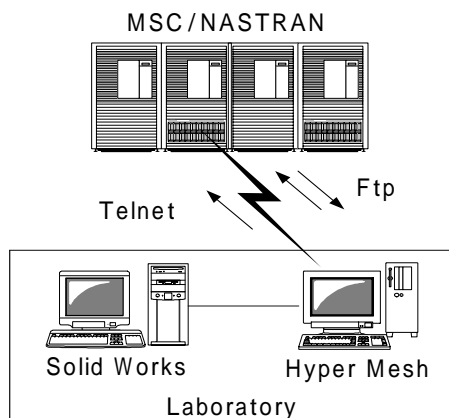 MSC/NASTRAN
Ftp
Telnet
Solid Works
Hyper Mesh
Laboratory